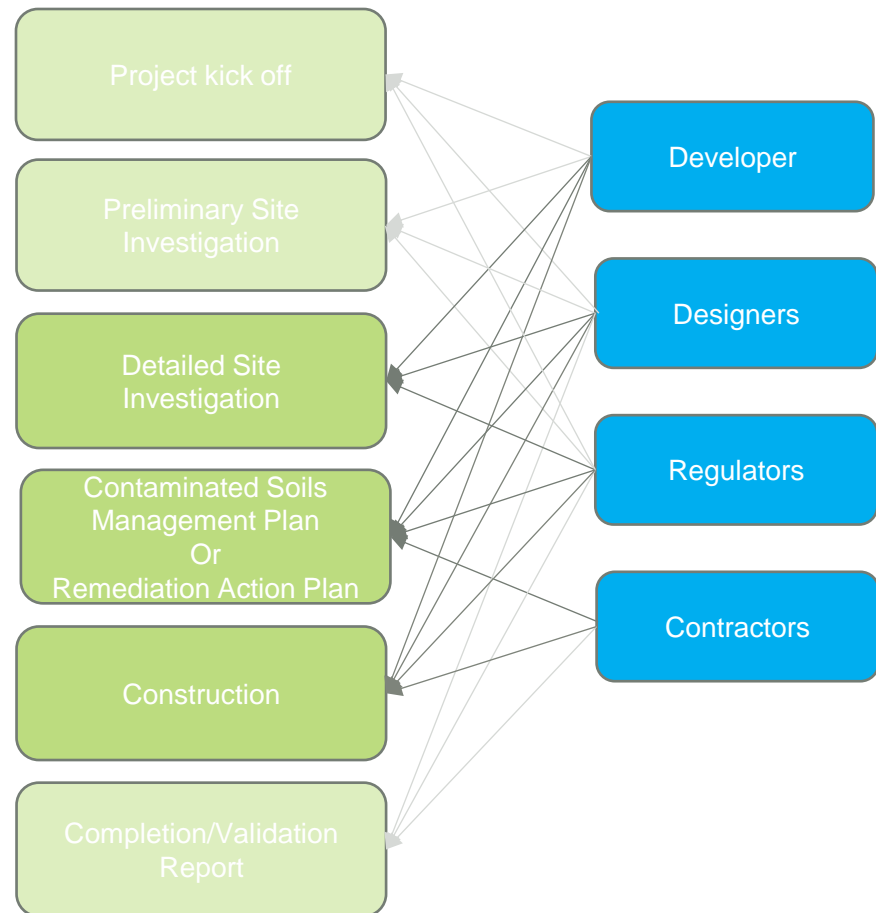 Project kick off
Preliminary Site
Investigation
Detailed Site
Investigation
Contaminated Soils
Management Plan
Or
Remediation Action Plan
Construction
Completion/Validation
Report
Developer
Designers
Regulators
Contractors